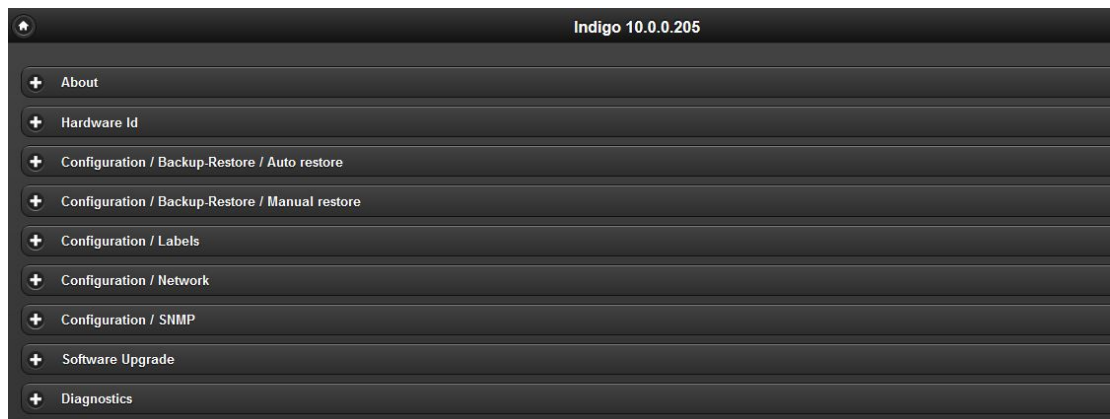 Indigo 10.0.0.205
About
Hardware Id
Configuration / Backup-Restore / Auto restore
Configuration / Backup-Restore / Manual restore
Configuration / Labels
Configuration / Network
Configuration / SNMP
Software Upgrade
Diagnostics